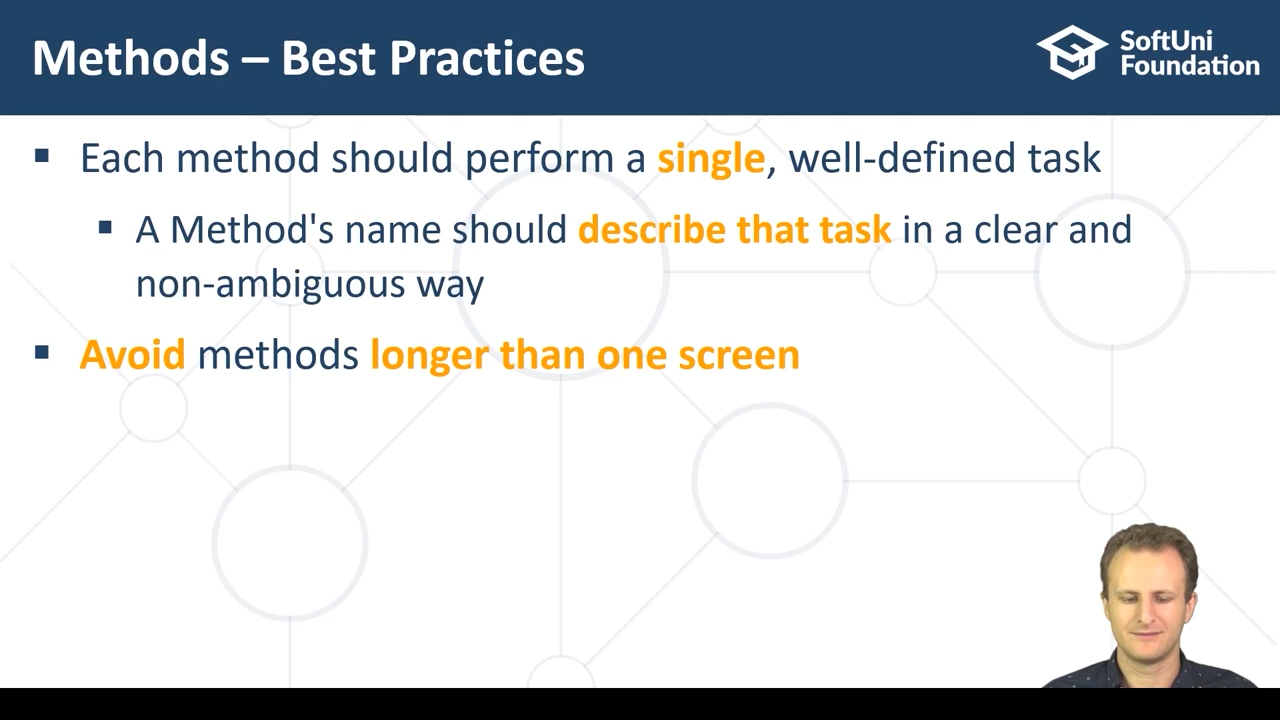 Methods – Best Practices
SoftUni
Foundation
Each method should perform a single, well-defined task
A Method's name should describe that task in a clear and
non-ambiguous way
Avoid methods longer than one screen